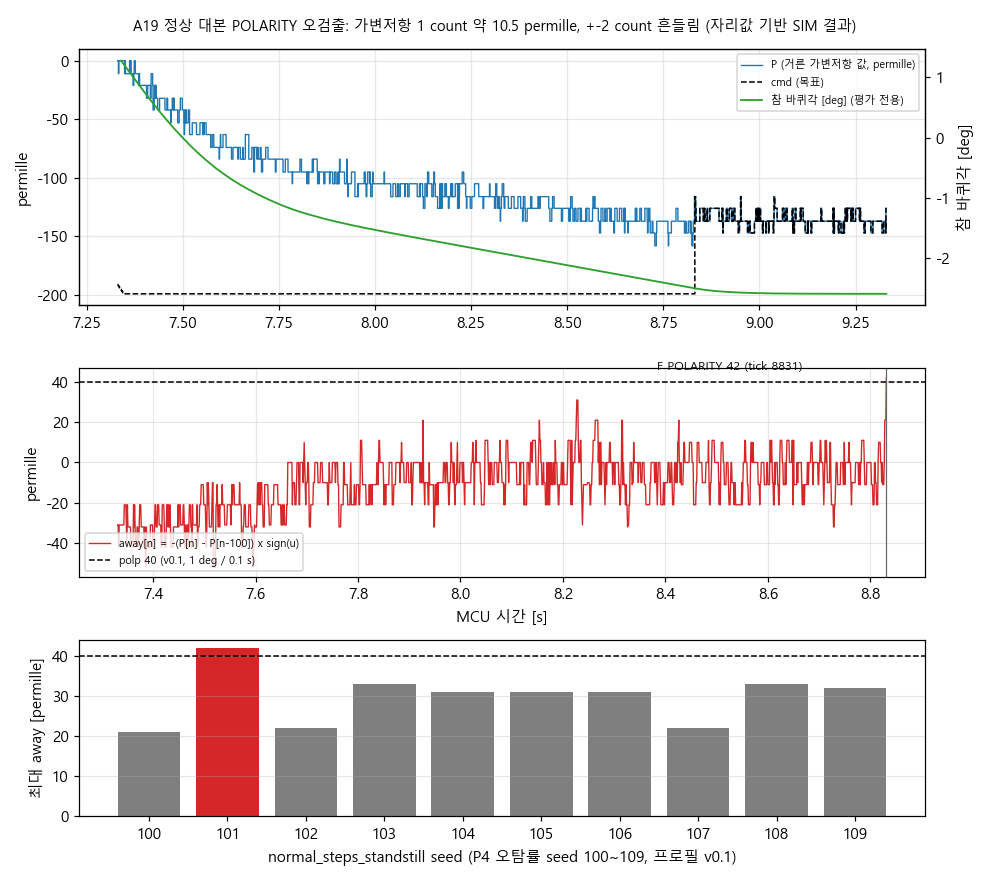 A19 정상 대본 POLARITY 오검출: 가변저항 1 count 약 10.5 permille, +-2 count 흔들림 (자리값 기반 SIM 결과)
P (거른 가변저항 값, permille)
cmd (목표)
참 바퀴각 [deg] (평가 전용)
permille
0
-50
-100
-150
-200
참 바퀴각 [deg]
1
0
-1
-2
7.25 7.50 7.75 8.00 8.25 8.50 8.75 9.00 9.25
F POLARITY 42 (tick 8831)
permille
40
20
0
-20
-40
away[n] = -(P[n] - P[n-100]) x sign(u)
polp 40 (v0.1, 1 deg / 0.1 s)
7.4 7.6 7.8 8.0 8.2 8.4 8.6 8.8
MCU 시간 [s]
최대 away [permille]
40
30
20
10
0
100 101 102 103 104 105 106 107 108 109
normal_steps_standstill seed (P4 오탐률 seed 100~109, 프로필 v0.1)